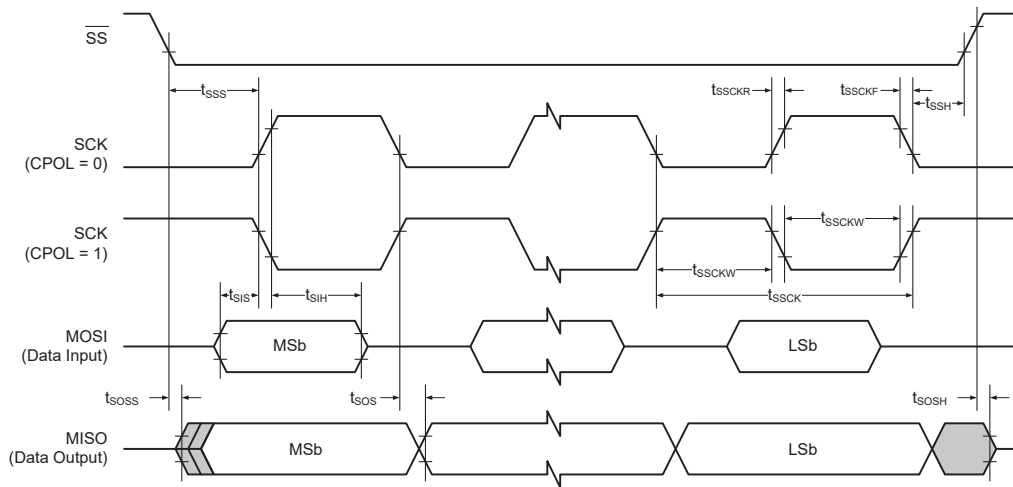 SS
tSSS
tSSCKR
tSSCKF
tSSH
SCK
(CPOL = 0)
SCK
(CPOL = 1)
tSSCKW
tSSCKW
tSSCK
tSIS
tSIH
MOSI
(Data Input)
MSb
LSb
tSOSS
tSOS
tSOSH
MISO
(Data Output)
MSb
LSb